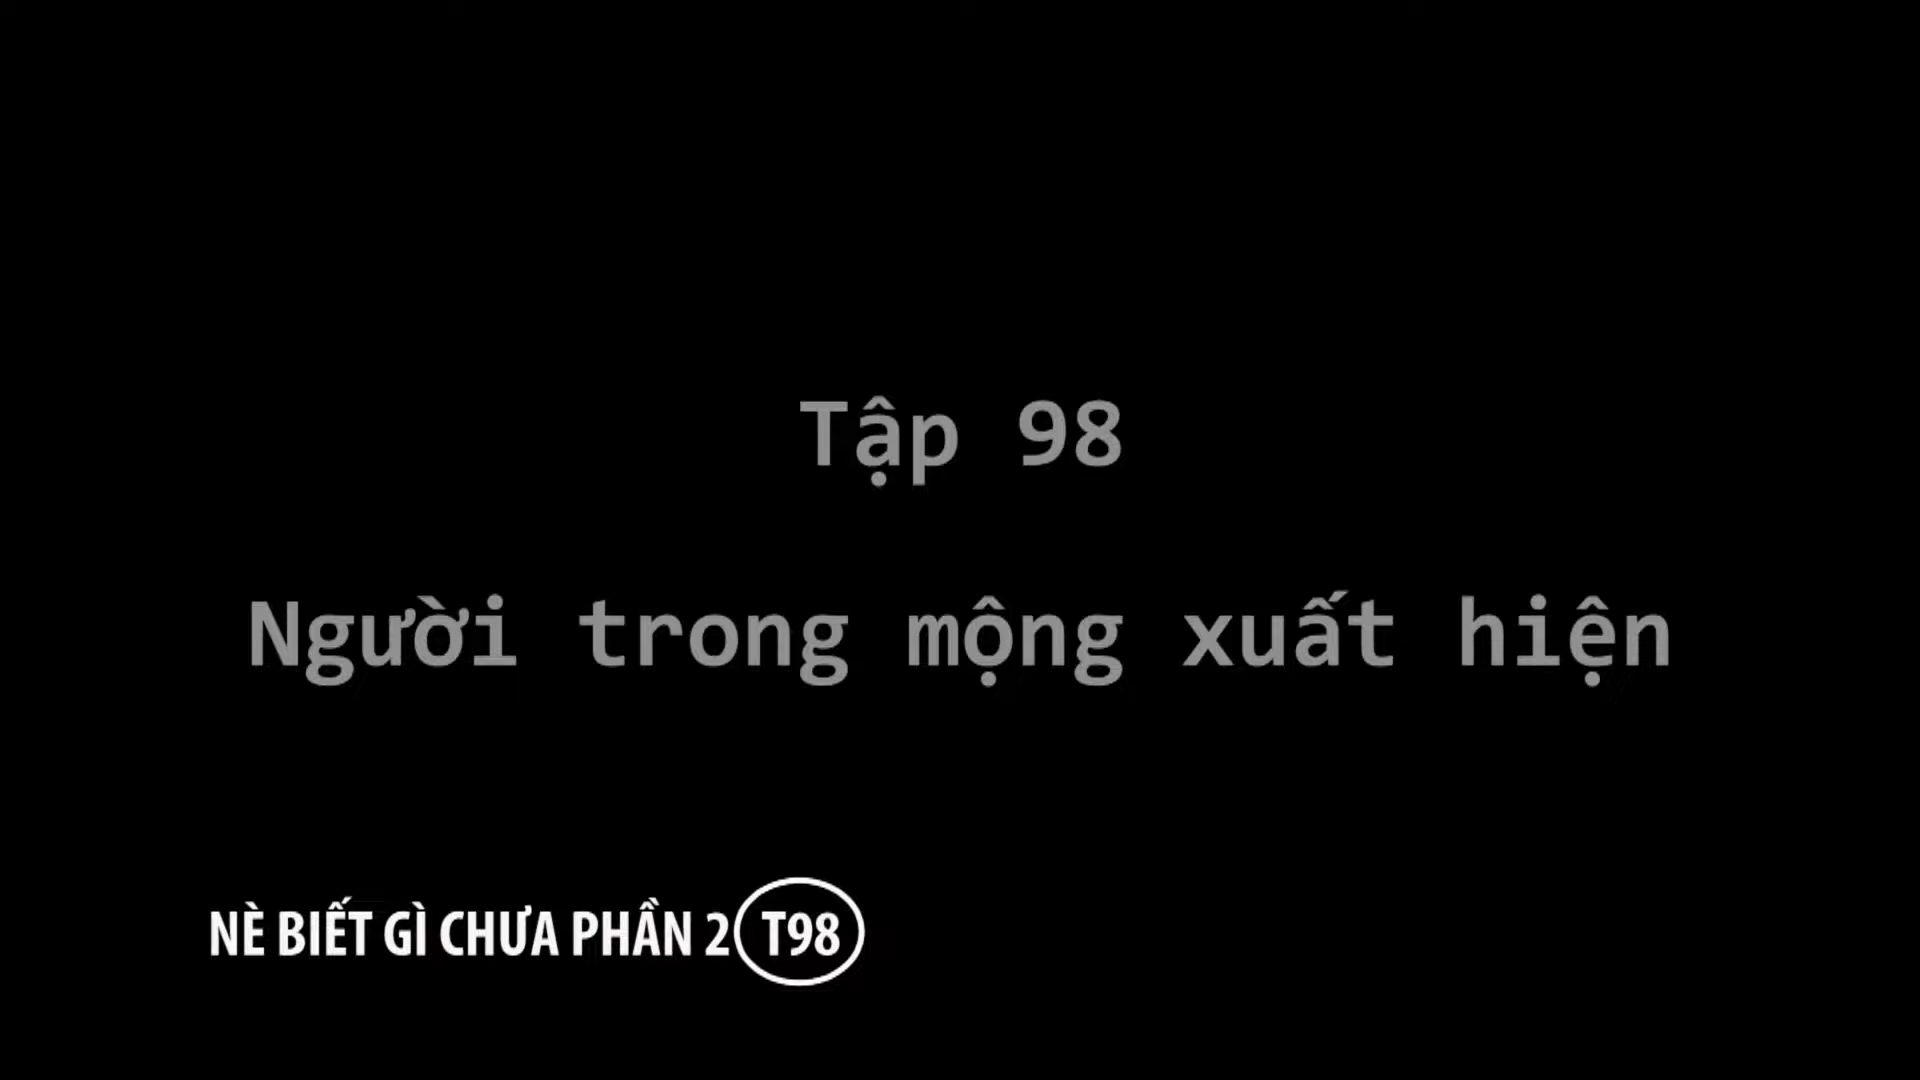 Tập 98
Người trong mộng xuất hiện
NÈ BIẾT GÌ CHƯA PHẦN 2 T98